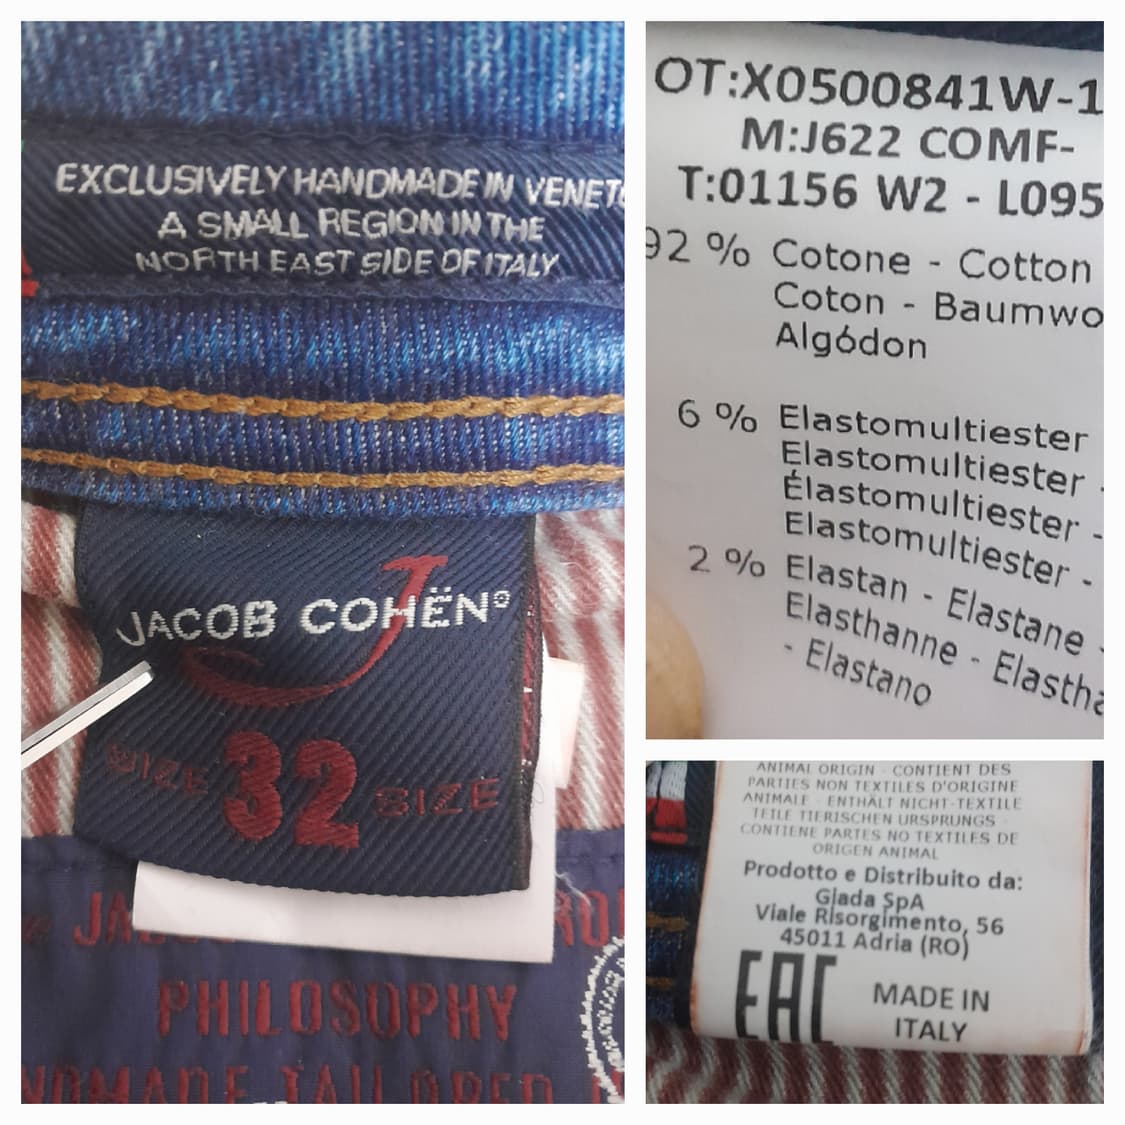 EXCLUSIVELY HANDMADE IN VENETO
A SMALL REGION IN THE
NORTH EAST SIDE OF ITALY
JACOB COHËN®
SIZE 32 SIZE
PHILOSOPHY
OT:X0500841W-1
M:J622 COMF-
T:01156 W2 - L095
92 % Cotone - Cotton
Coton - Baumwo
Algódon
6 % Elastomultiester
Elastomultiester -
Élastomultiester -
Elastomultiester -
2 % Elastan - Elastane -
Elasthanne - Elastha
- Elastano
ANIMAL ORIGIN - CONTIENT DES
PARTIES NON TEXTILES D'ORIGINE
ANIMALE - ENTHÄLT NICHT-TEXTILE
TEILE TIERISCHEN URSPRUNGS -
CONTIENE PARTES NO TEXTILES DE
ORIGEN ANIMAL
Prodotto e Distribuito da:
Giada SpA
Viale Risorgimento, 56
45011 Adria (RO)
EAC
MADE IN
ITALY